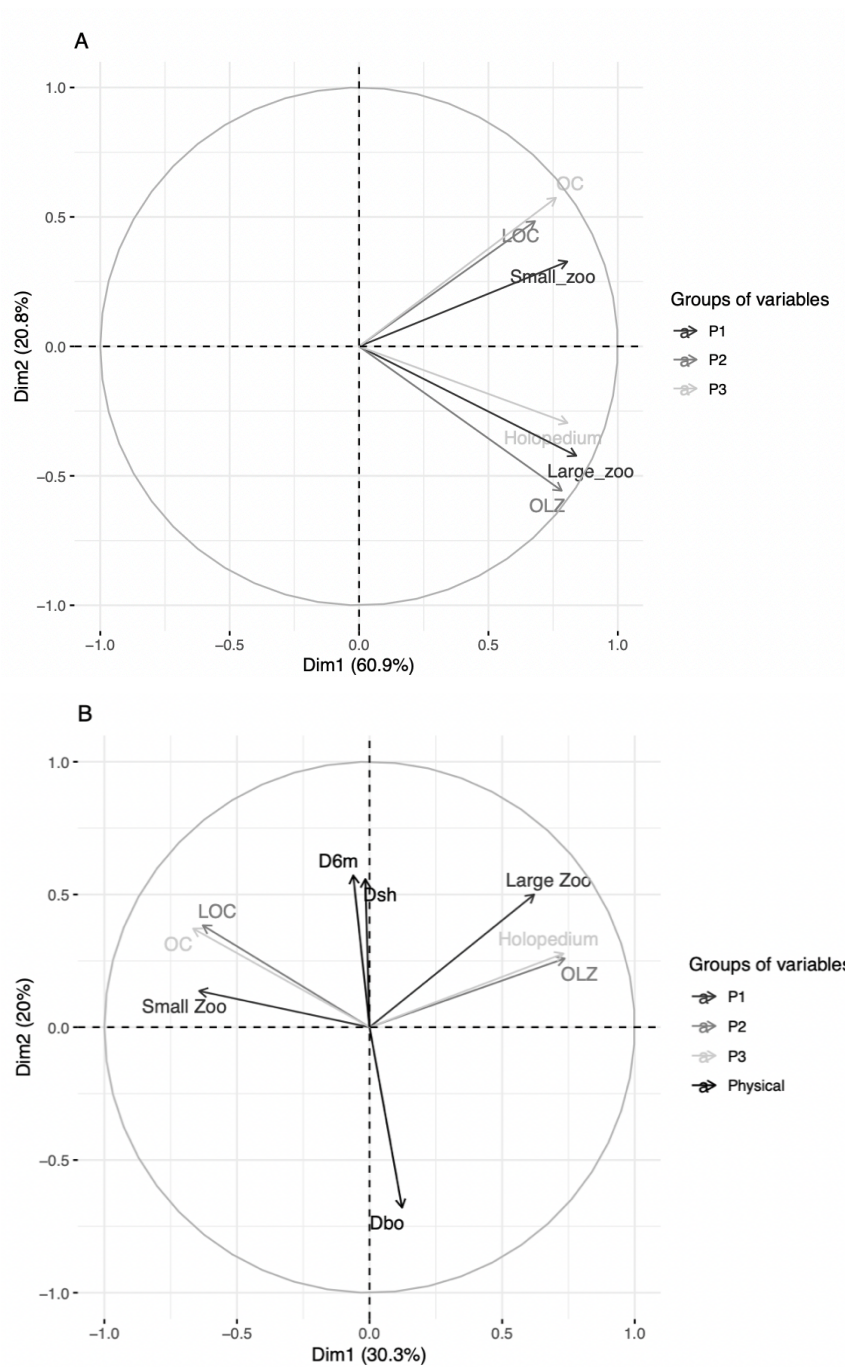 A
1.0
0.5
0.0
−0.5
−1.0
Dim2 (20.8%)
OC
LOC
Small_zoo
Holopedium
Large_zoo
OLZ
−1.0 −0.5 0.0 0.5 1.0
Dim1 (60.9%)
Groups of variables
a P1
a P2
a P3
B
1.0
0.5
0.0
−0.5
−1.0
Dim2 (20%)
D6m
Dsh
Large Zoo
LOC
OC
Holopedium
OLZ
Small Zoo
Dbo
−1.0 −0.5 0.0 0.5 1.0
Dim1 (30.3%)
Groups of variables
a P1
a P2
a P3
a Physical